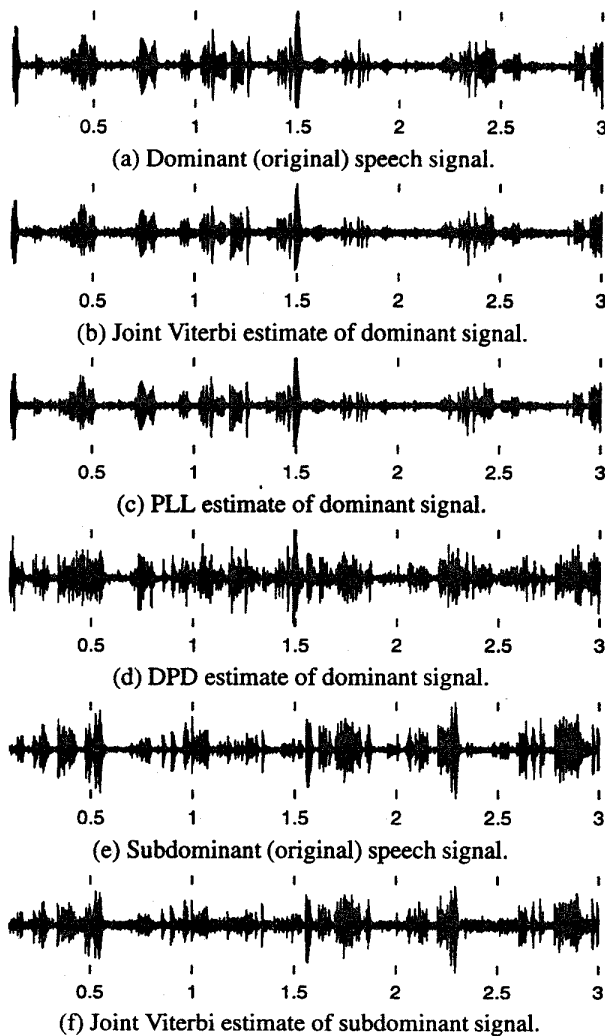 0.5 1 1.5 2 2.5 3
(a) Dominant (original) speech signal.
0.5 1 1.5 2 2.5 3
(b) Joint Viterbi estimate of dominant signal.
0.5 1 1.5 2 2.5 3
(c) PLL estimate of dominant signal.
0.5 1 1.5 2 2.5 3
(d) DPD estimate of dominant signal.
0.5 1 1.5 2 2.5 3
(e) Subdominant (original) speech signal.
0.5 1 1.5 2 2.5 3
(f) Joint Viterbi estimate of subdominant signal.